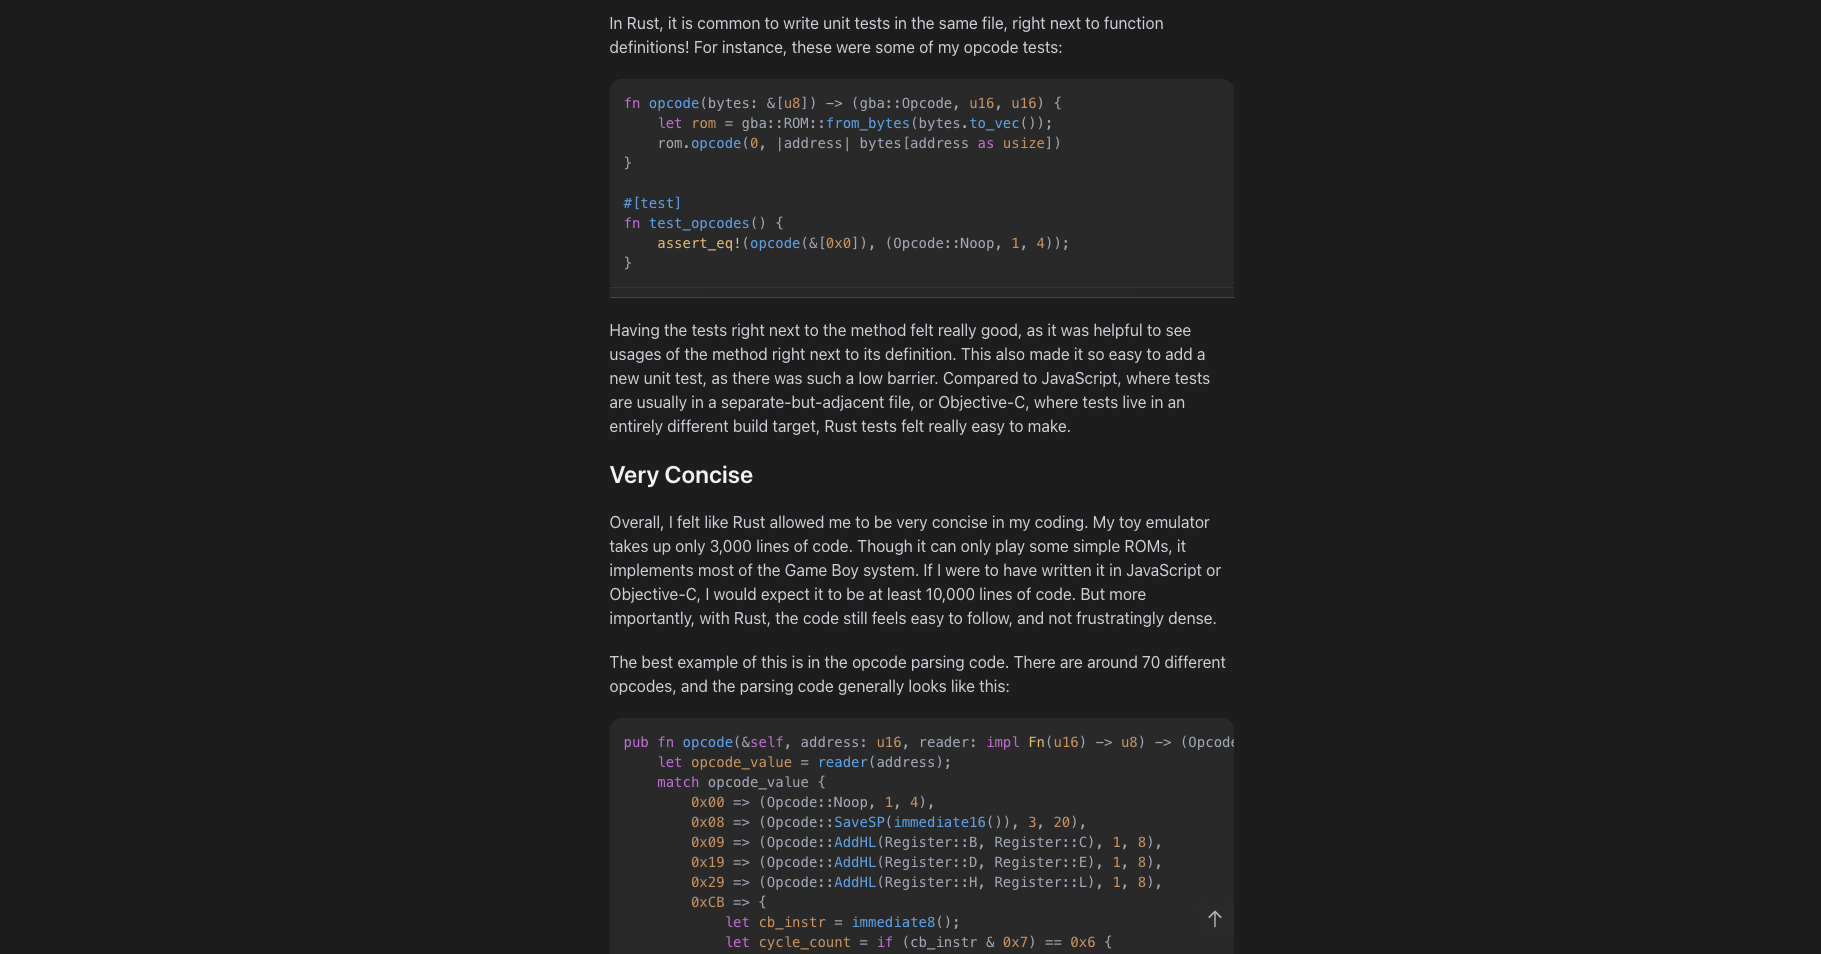 In Rust, it is common to write unit tests in the same file, right next to function
definitions! For instance, these were some of my opcode tests:
fn opcode(bytes: &[u8]) -> (gba::Opcode, u16, u16) {
    let rom = gba::ROM::from_bytes(bytes.to_vec());
    rom.opcode(0, |address| bytes[address as usize])
}
#[test]
fn test_opcodes() {
    assert_eq!(opcode(&[0x0]), (Opcode::Noop, 1, 4));
}
Having the tests right next to the method felt really good, as it was helpful to see
usages of the method right next to its definition. This also made it so easy to add a
new unit test, as there was such a low barrier. Compared to JavaScript, where tests
are usually in a separate-but-adjacent file, or Objective-C, where tests live in an
entirely different build target, Rust tests felt really easy to make.
Very Concise
Overall, I felt like Rust allowed me to be very concise in my coding. My toy emulator
takes up only 3,000 lines of code. Though it can only play some simple ROMs, it
implements most of the Game Boy system. If I were to have written it in JavaScript or
Objective-C, I would expect it to be at least 10,000 lines of code. But more
importantly, with Rust, the code still feels easy to follow, and not frustratingly dense.
The best example of this is in the opcode parsing code. There are around 70 different
opcodes, and the parsing code generally looks like this:
pub fn opcode(&self, address: u16, reader: impl Fn(u16) -> u8) -> (Opcode
    let opcode_value = reader(address);
    match opcode_value {
        0x00 => (Opcode::Noop, 1, 4),
        0x08 => (Opcode::SaveSP(immediate16()), 3, 20),
        0x09 => (Opcode::AddHL(Register::B, Register::C), 1, 8),
        0x19 => (Opcode::AddHL(Register::D, Register::E), 1, 8),
        0x29 => (Opcode::AddHL(Register::H, Register::L), 1, 8),
        0xCB => {
            let cb_instr = immediate8();
            let cycle_count = if (cb_instr & 0x7) == 0x6 {